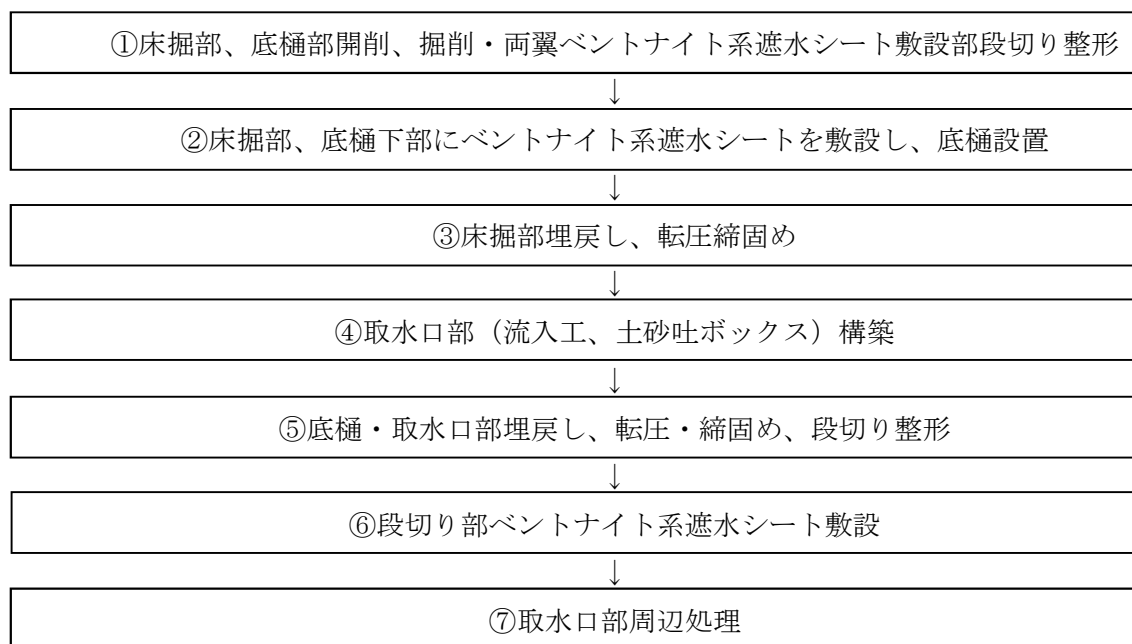 ①床掘部、底樋部開削、掘削・両翼ベントナイト系遮水シート敷設部段切り整形
↓
②床掘部、底樋下部にベントナイト系遮水シートを敷設し、底樋設置
↓
③床掘部埋戻し、転圧締固め
↓
④取水口部（流入工、土砂吐ボックス）構築
↓
⑤底樋・取水口部埋戻し、転圧・締固め、段切り整形
↓
⑥段切り部ベントナイト系遮水シート敷設
↓
⑦取水口部周辺処理